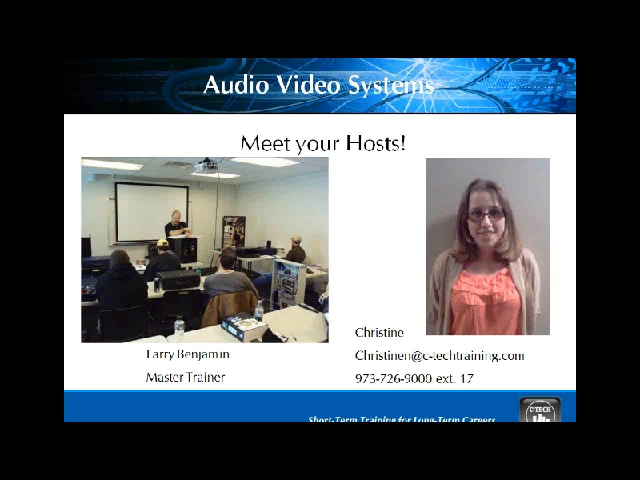 Audio Video Systems
Meet your Hosts!
Larry Benjamin
Master Trainer
Christine
Christinen@c-techtraining.com
973-726-9000 ext. 17
Short-Term Training for Long-Term Careers
C-TECH